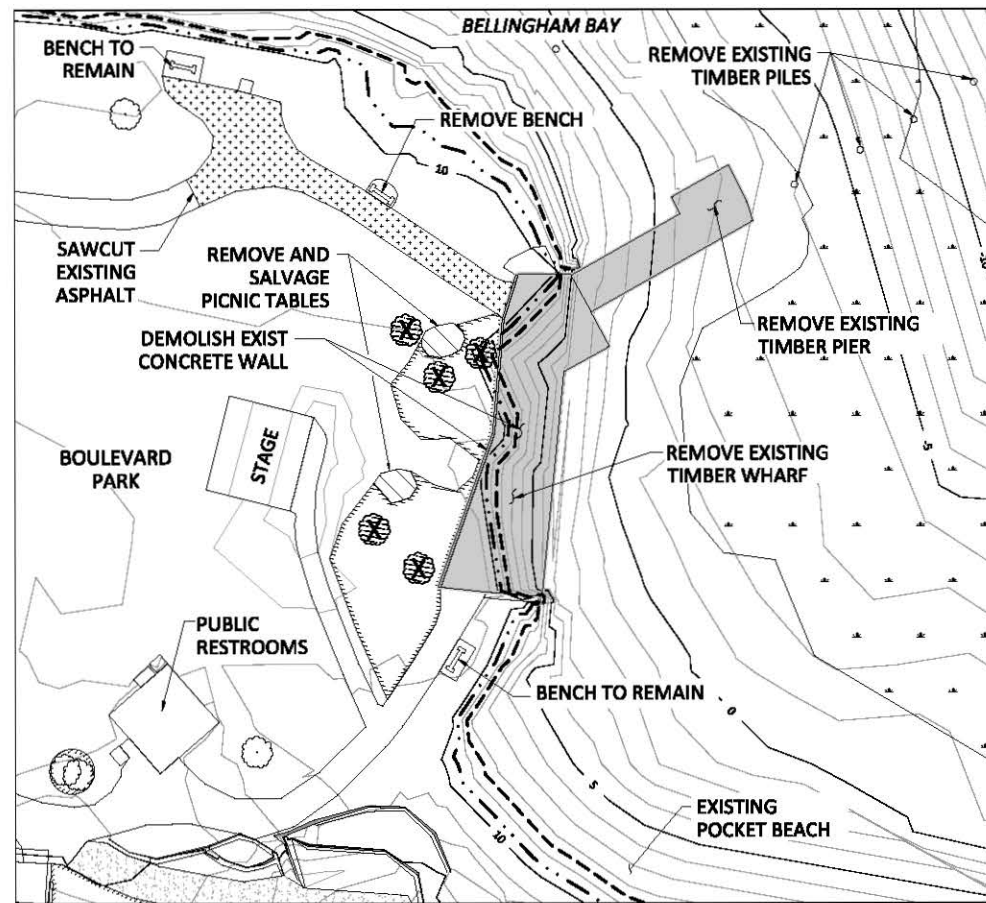 BELLINGHAM BAY
BENCH TO
REMAIN
REMOVE EXISTING
TIMBER PILES
REMOVE BENCH
10
SAWCUT
EXISTING
ASPHALT
REMOVE AND
SALVAGE
PICNIC TABLES
DEMOLISH EXIST
CONCRETE WALL
-10
REMOVE EXISTING
TIMBER PIER
X
X
X
STAGE
BOULEVARD
PARK
REMOVE EXISTING
TIMBER WHARF
-5
X
X
PUBLIC
RESTROOMS
BENCH TO REMAIN
0
5
10
EXISTING
POCKET BEACH